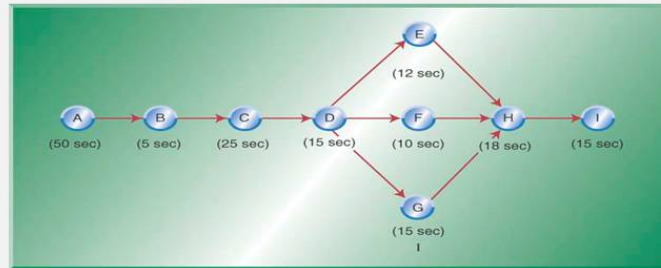 E
(12 sec)
A B C D F H I
(50 sec) (5 sec) (25 sec) (15 sec) (10 sec) (18 sec) (15 sec)
G
(15 sec)
I